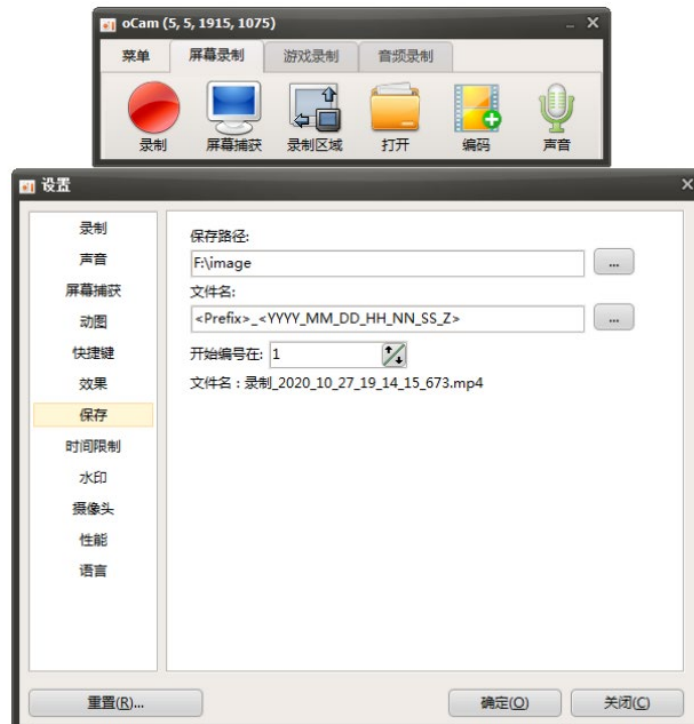 oCam (5, 5, 1915, 1075)
菜单 屏幕录制 游戏录制 音频录制
录制 屏幕捕获 录制区域 打开 编码 声音
设置
录制
声音
屏幕捕获
动图
快捷键
效果
保存
时间限制
水印
摄像头
性能
语言
保存路径:
F:\image
...
文件名:
<Prefix>_<YYYY_MM_DD_HH_NN_SS_Z>
...
开始编号在: 1
文件名 : 录制_2020_10_27_19_14_15_673.mp4
重置(R)... 确定(O) 关闭(C)